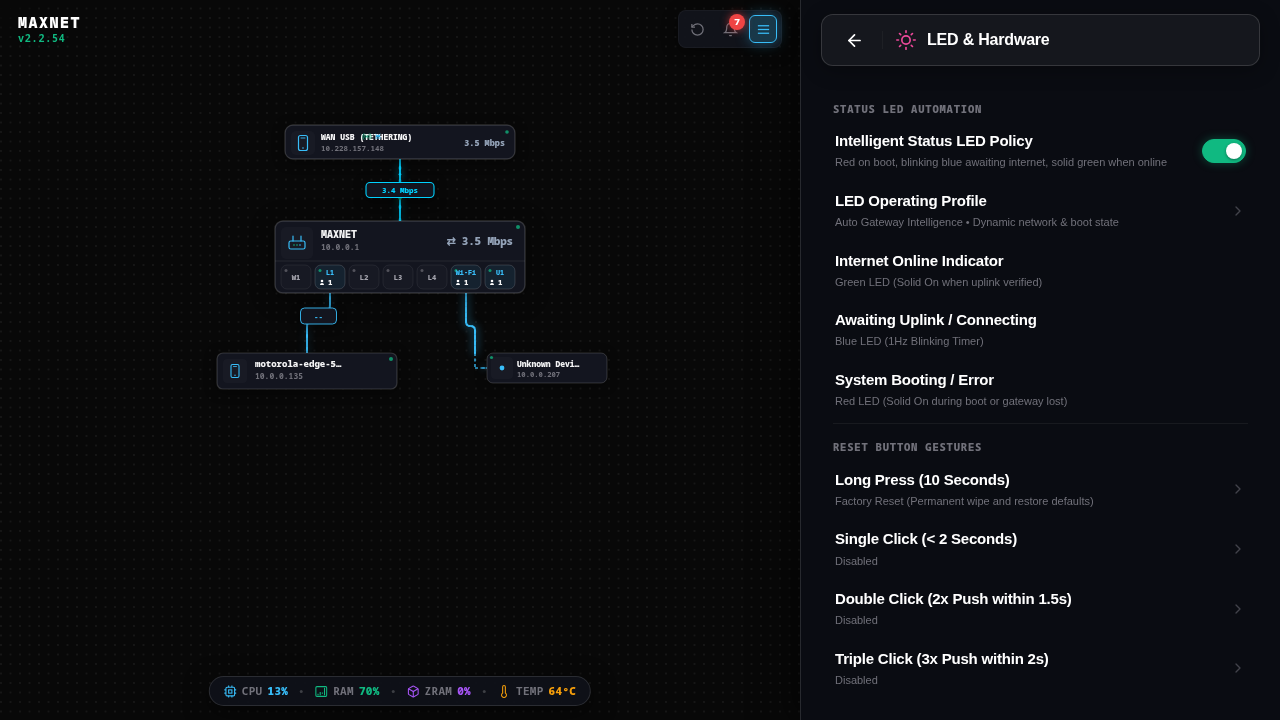 MAXNET
v2.2.54
7
WAN USB (TETHERING)
10.228.157.148
3.5 Mbps
3.4 Mbps
MAXNET
10.0.0.1
⇄ 3.5 Mbps
W1
L1
1
L2
L3
L4
Wi-Fi
1
U1
1
--
motorola-edge-5…
10.0.0.135
Unknown Devi…
10.0.0.207
CPU 13% • RAM 70% • ZRAM 0% • TEMP 64°C
LED & Hardware
STATUS LED AUTOMATION
Intelligent Status LED Policy
Red on boot, blinking blue awaiting internet, solid green when online
LED Operating Profile
Auto Gateway Intelligence • Dynamic network & boot state
Internet Online Indicator
Green LED (Solid On when uplink verified)
Awaiting Uplink / Connecting
Blue LED (1Hz Blinking Timer)
System Booting / Error
Red LED (Solid On during boot or gateway lost)
RESET BUTTON GESTURES
Long Press (10 Seconds)
Factory Reset (Permanent wipe and restore defaults)
Single Click (< 2 Seconds)
Disabled
Double Click (2x Push within 1.5s)
Disabled
Triple Click (3x Push within 2s)
Disabled